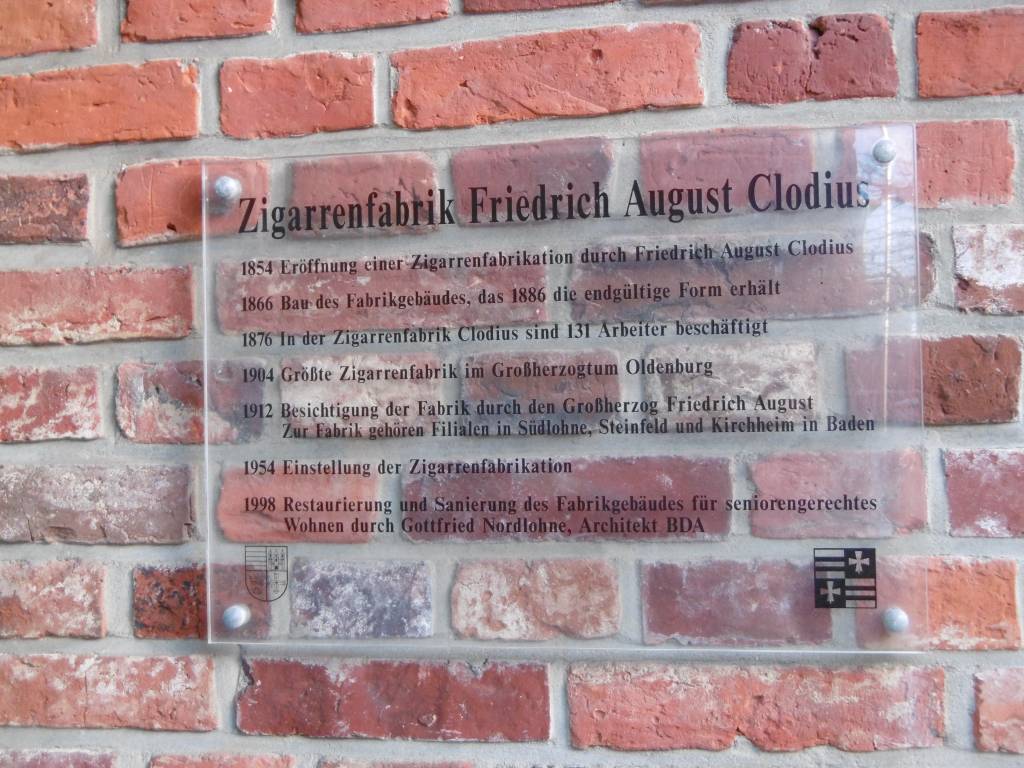 Zigarrenfabrik Friedrich August Clodius
1854 Eröffnung einer Zigarrenfabrikation durch Friedrich August Clodius
1866 Bau des Fabrikgebäudes, das 1886 die endgültige Form erhält
1876 In der Zigarrenfabrik Clodius sind 131 Arbeiter beschäftigt
1904 Größte Zigarrenfabrik im Großherzogtum Oldenburg
1912 Besichtigung der Fabrik durch den Großherzog Friedrich August
Zur Fabrik gehören Filialen in Südlohne, Steinfeld und Kirchheim in Baden
1954 Einstellung der Zigarrenfabrikation
1998 Restaurierung und Sanierung des Fabrikgebäudes für seniorengerechtes
Wohnen durch Gottfried Nordlohne, Architekt BDA